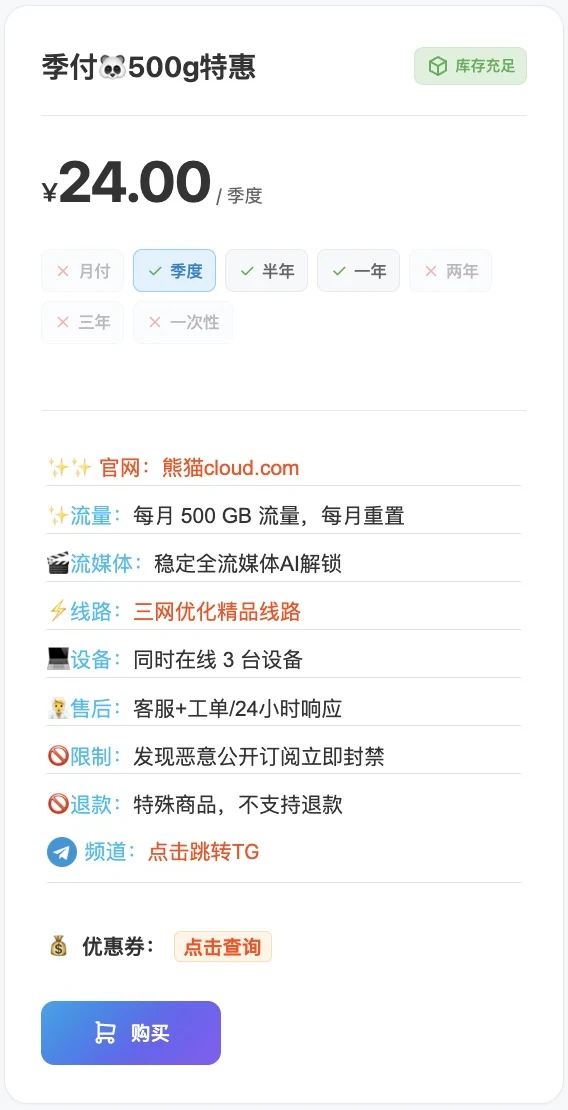 季付🐼500g特惠
库存充足
¥24.00 / 季度
× 月付 ✓ 季度 ✓ 半年 ✓ 一年 × 两年
× 三年 × 一次性
✨✨ 官网：熊猫cloud.com
✨流量：每月 500 GB 流量，每月重置
🎬流媒体：稳定全流媒体AI解锁
⚡线路：三网优化精品线路
💻设备：同时在线 3 台设备
售后：客服+工单/24小时响应
🚫限制：发现恶意公开订阅立即封禁
🚫退款：特殊商品，不支持退款
频道：点击跳转TG
💰 优惠券：点击查询
购买